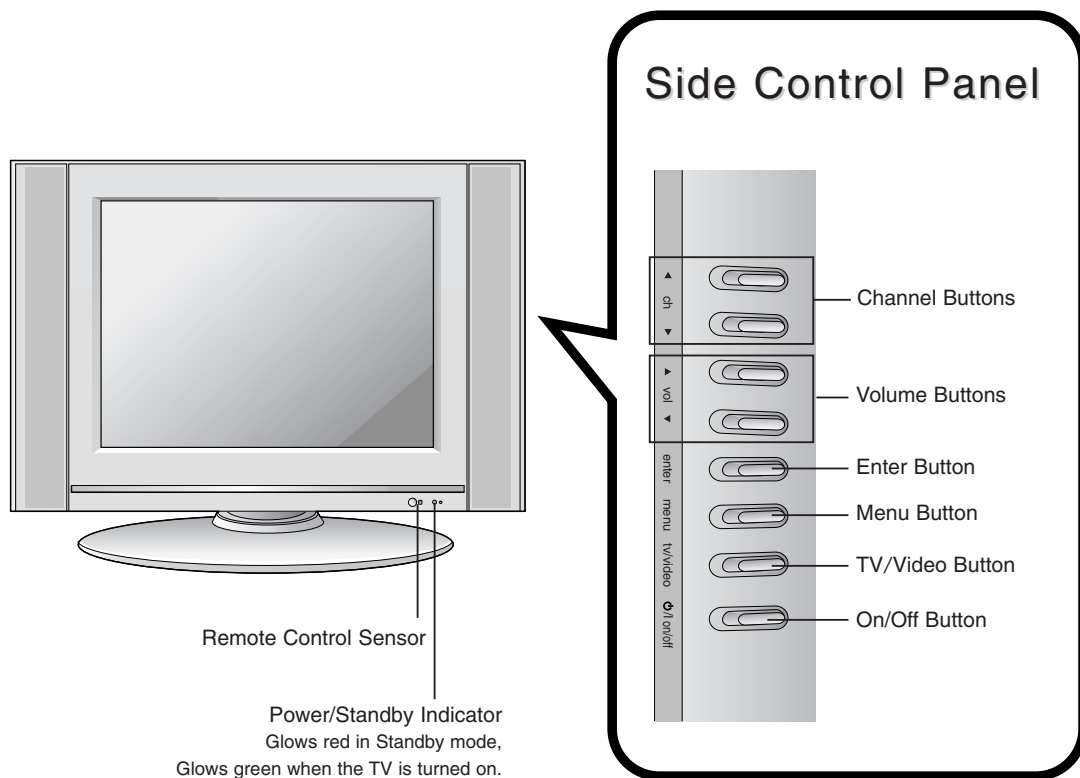 Side Control Panel
▲ ch ▼
▲ vol ▼
enter
menu
tv/video
⏻/I on/off
Channel Buttons
Volume Buttons
Enter Button
Menu Button
TV/Video Button
On/Off Button
Remote Control Sensor
Power/Standby Indicator
Glows red in Standby mode,
Glows green when the TV is turned on.